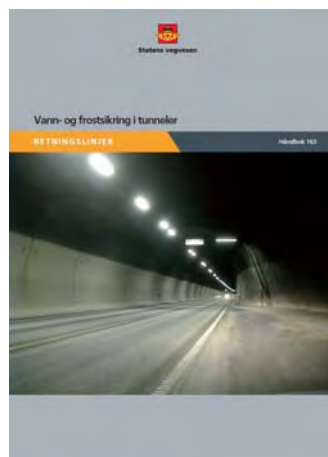 Statens vegvesen
Vann- og frostsikring i tunneler
RETNINGSLINJER
Håndbok 163